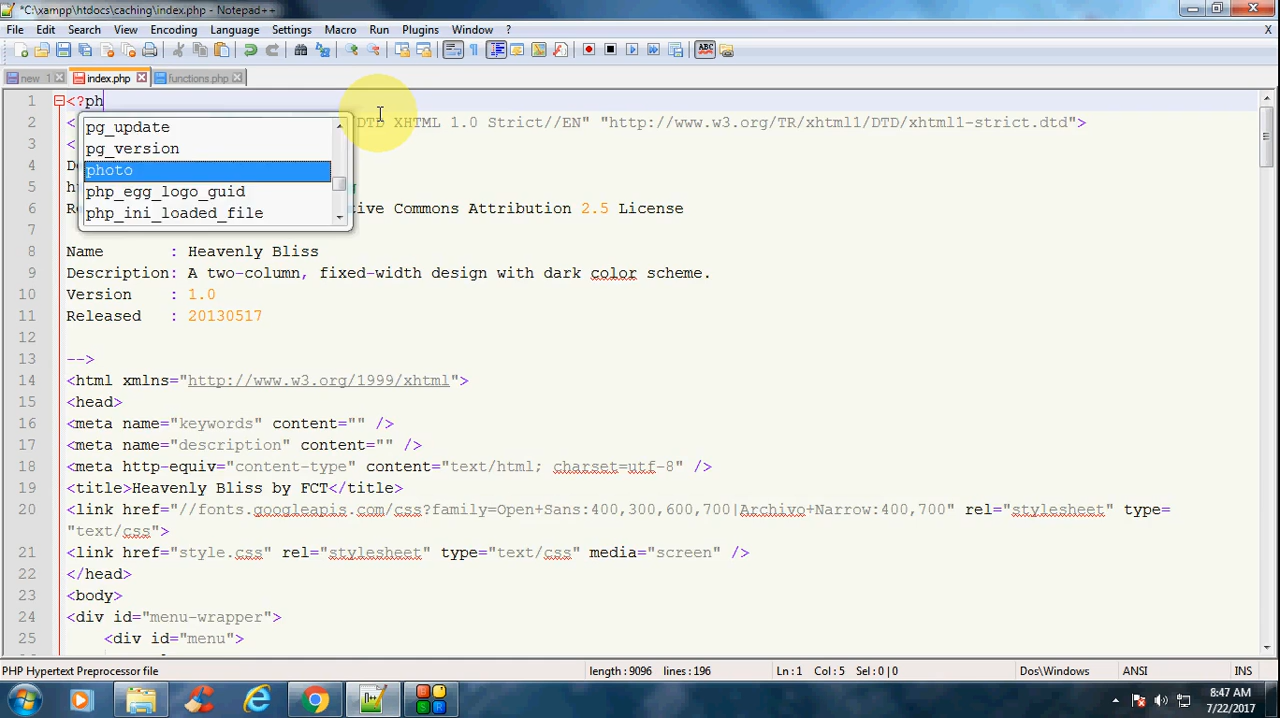 *C:\xampp\htdocs\caching\index.php - Notepad++
File Edit Search View Encoding Language Settings Macro Run Plugins Window ? X
new 1 index.php functions.php
1 <?ph
2 < DTD XHTML 1.0 Strict//EN" "http://www.w3.org/TR/xhtml1/DTD/xhtml1-strict.dtd">
pg_update
pg_version
photo
php_egg_logo_guid
php_ini_loaded_file
3 <
4 D
5 h g
6 R tive Commons Attribution 2.5 License
7
8 Name : Heavenly Bliss
9 Description: A two-column, fixed-width design with dark color scheme.
10 Version : 1.0
11 Released : 20130517
12
13 -->
14 <html xmlns="http://www.w3.org/1999/xhtml">
15 <head>
16 <meta name="keywords" content="" />
17 <meta name="description" content="" />
18 <meta http-equiv="content-type" content="text/html; charset=utf-8" />
19 <title>Heavenly Bliss by FCT</title>
20 <link href="//fonts.googleapis.com/css?family=Open+Sans:400,300,600,700|Archivo+Narrow:400,700" rel="stylesheet" type=
"text/css">
21 <link href="style.css" rel="stylesheet" type="text/css" media="screen" />
22 </head>
23 <body>
24 <div id="menu-wrapper">
25 <div id="menu">
PHP Hypertext Preprocessor file length : 9096 lines : 196 Ln : 1 Col : 5 Sel : 0 | 0 Dos\Windows ANSI INS
8:47 AM
7/22/2017